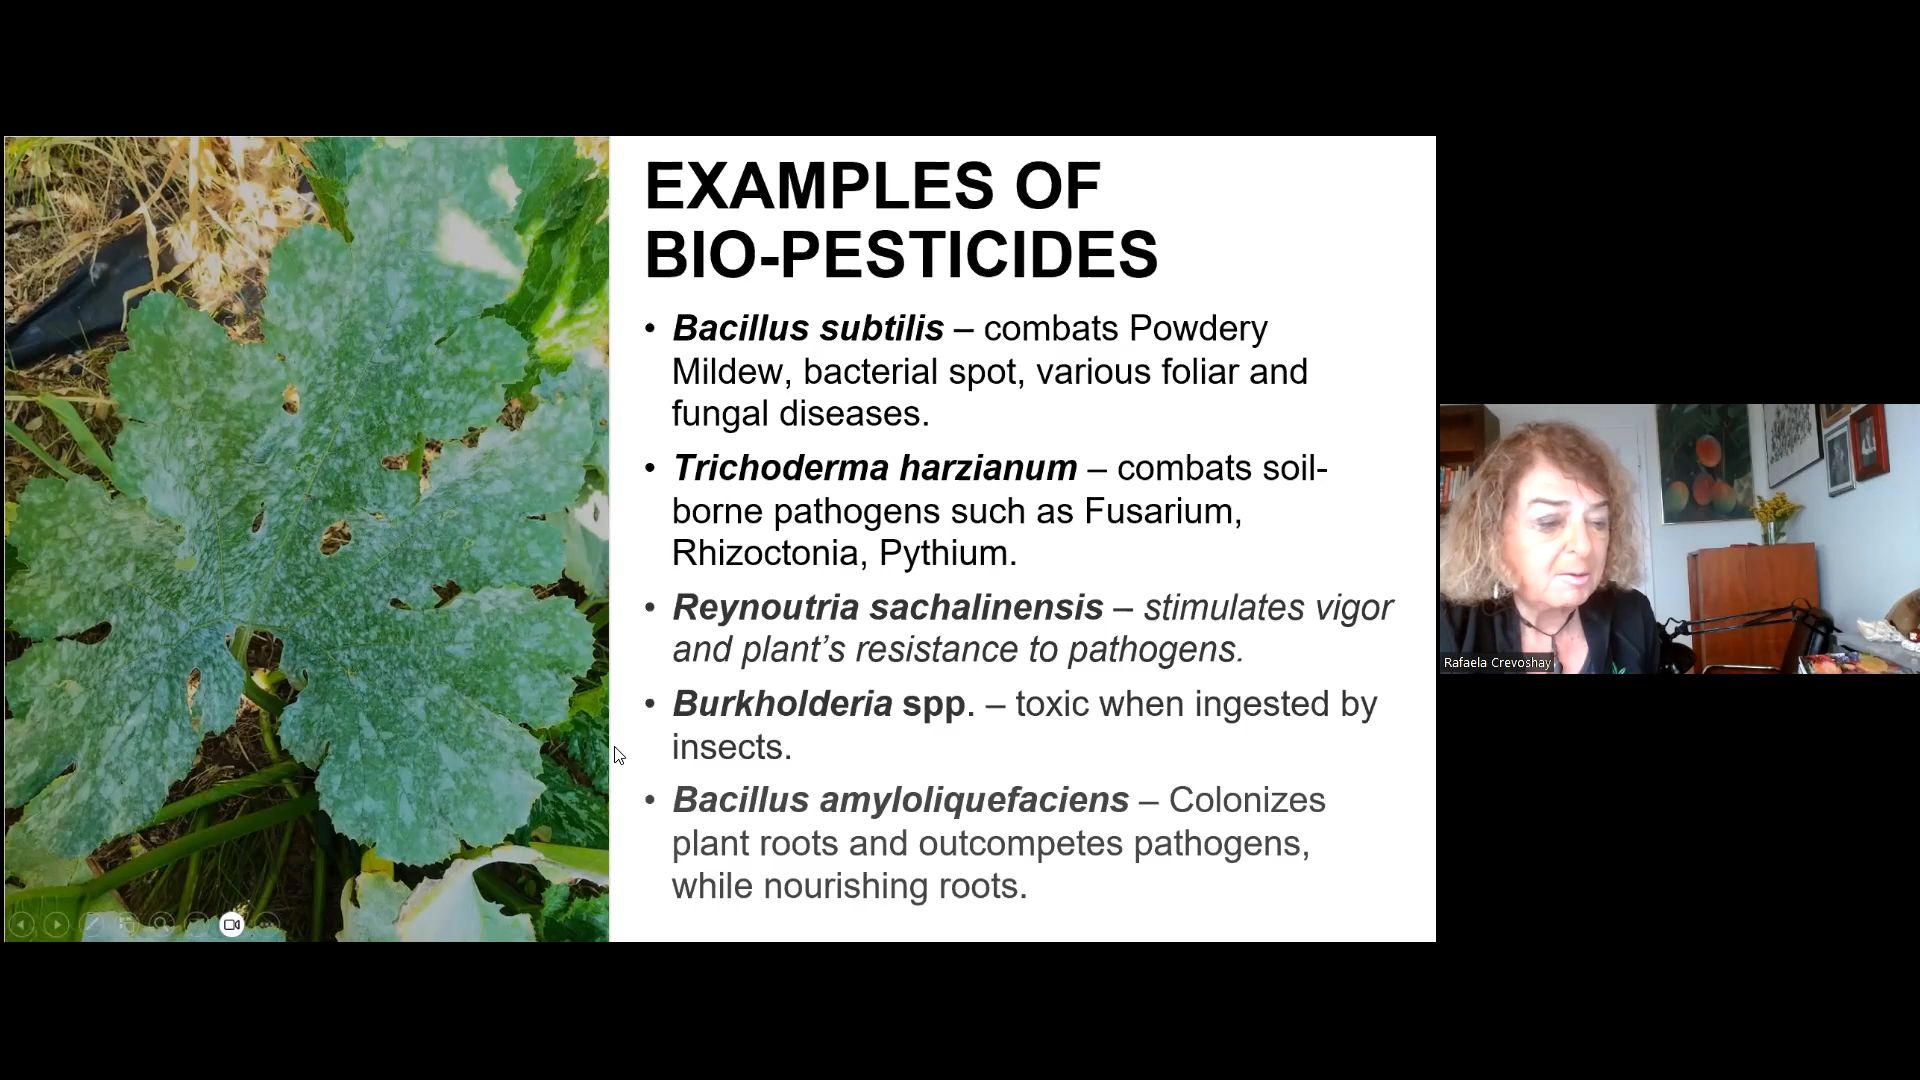 EXAMPLES OF
BIO-PESTICIDES
• Bacillus subtilis – combats Powdery
Mildew, bacterial spot, various foliar and
fungal diseases.
• Trichoderma harzianum – combats soil-
borne pathogens such as Fusarium,
Rhizoctonia, Pythium.
• Reynoutria sachalinensis – stimulates vigor
and plant’s resistance to pathogens.
• Burkholderia spp. – toxic when ingested by
insects.
• Bacillus amyloliquefaciens – Colonizes
plant roots and outcompetes pathogens,
while nourishing roots.
Rafaela Crevoshay